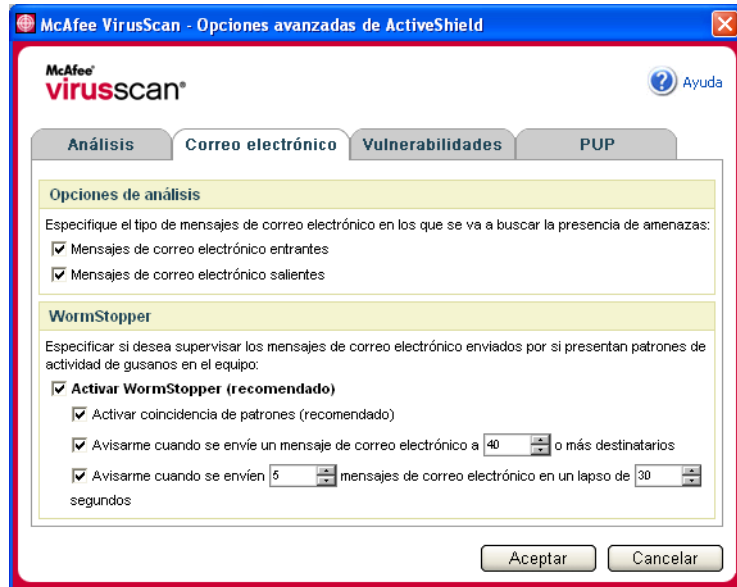 McAfee VirusScan - Opciones avanzadas de ActiveShield
McAfee®
virusscan®
? Ayuda
Análisis
Correo electrónico
Vulnerabilidades
PUP
Opciones de análisis
Especifique el tipo de mensajes de correo electrónico en los que se va a buscar la presencia de amenazas:
Mensajes de correo electrónico entrantes
Mensajes de correo electrónico salientes
WormStopper
Especificar si desea supervisar los mensajes de correo electrónico enviados por si presentan patrones de
actividad de gusanos en el equipo:
Activar WormStopper (recomendado)
Activar coincidencia de patrones (recomendado)
Avisarme cuando se envíe un mensaje de correo electrónico a 40 o más destinatarios
Avisarme cuando se envíen 5 mensajes de correo electrónico en un lapso de 30
segundos
Aceptar
Cancelar